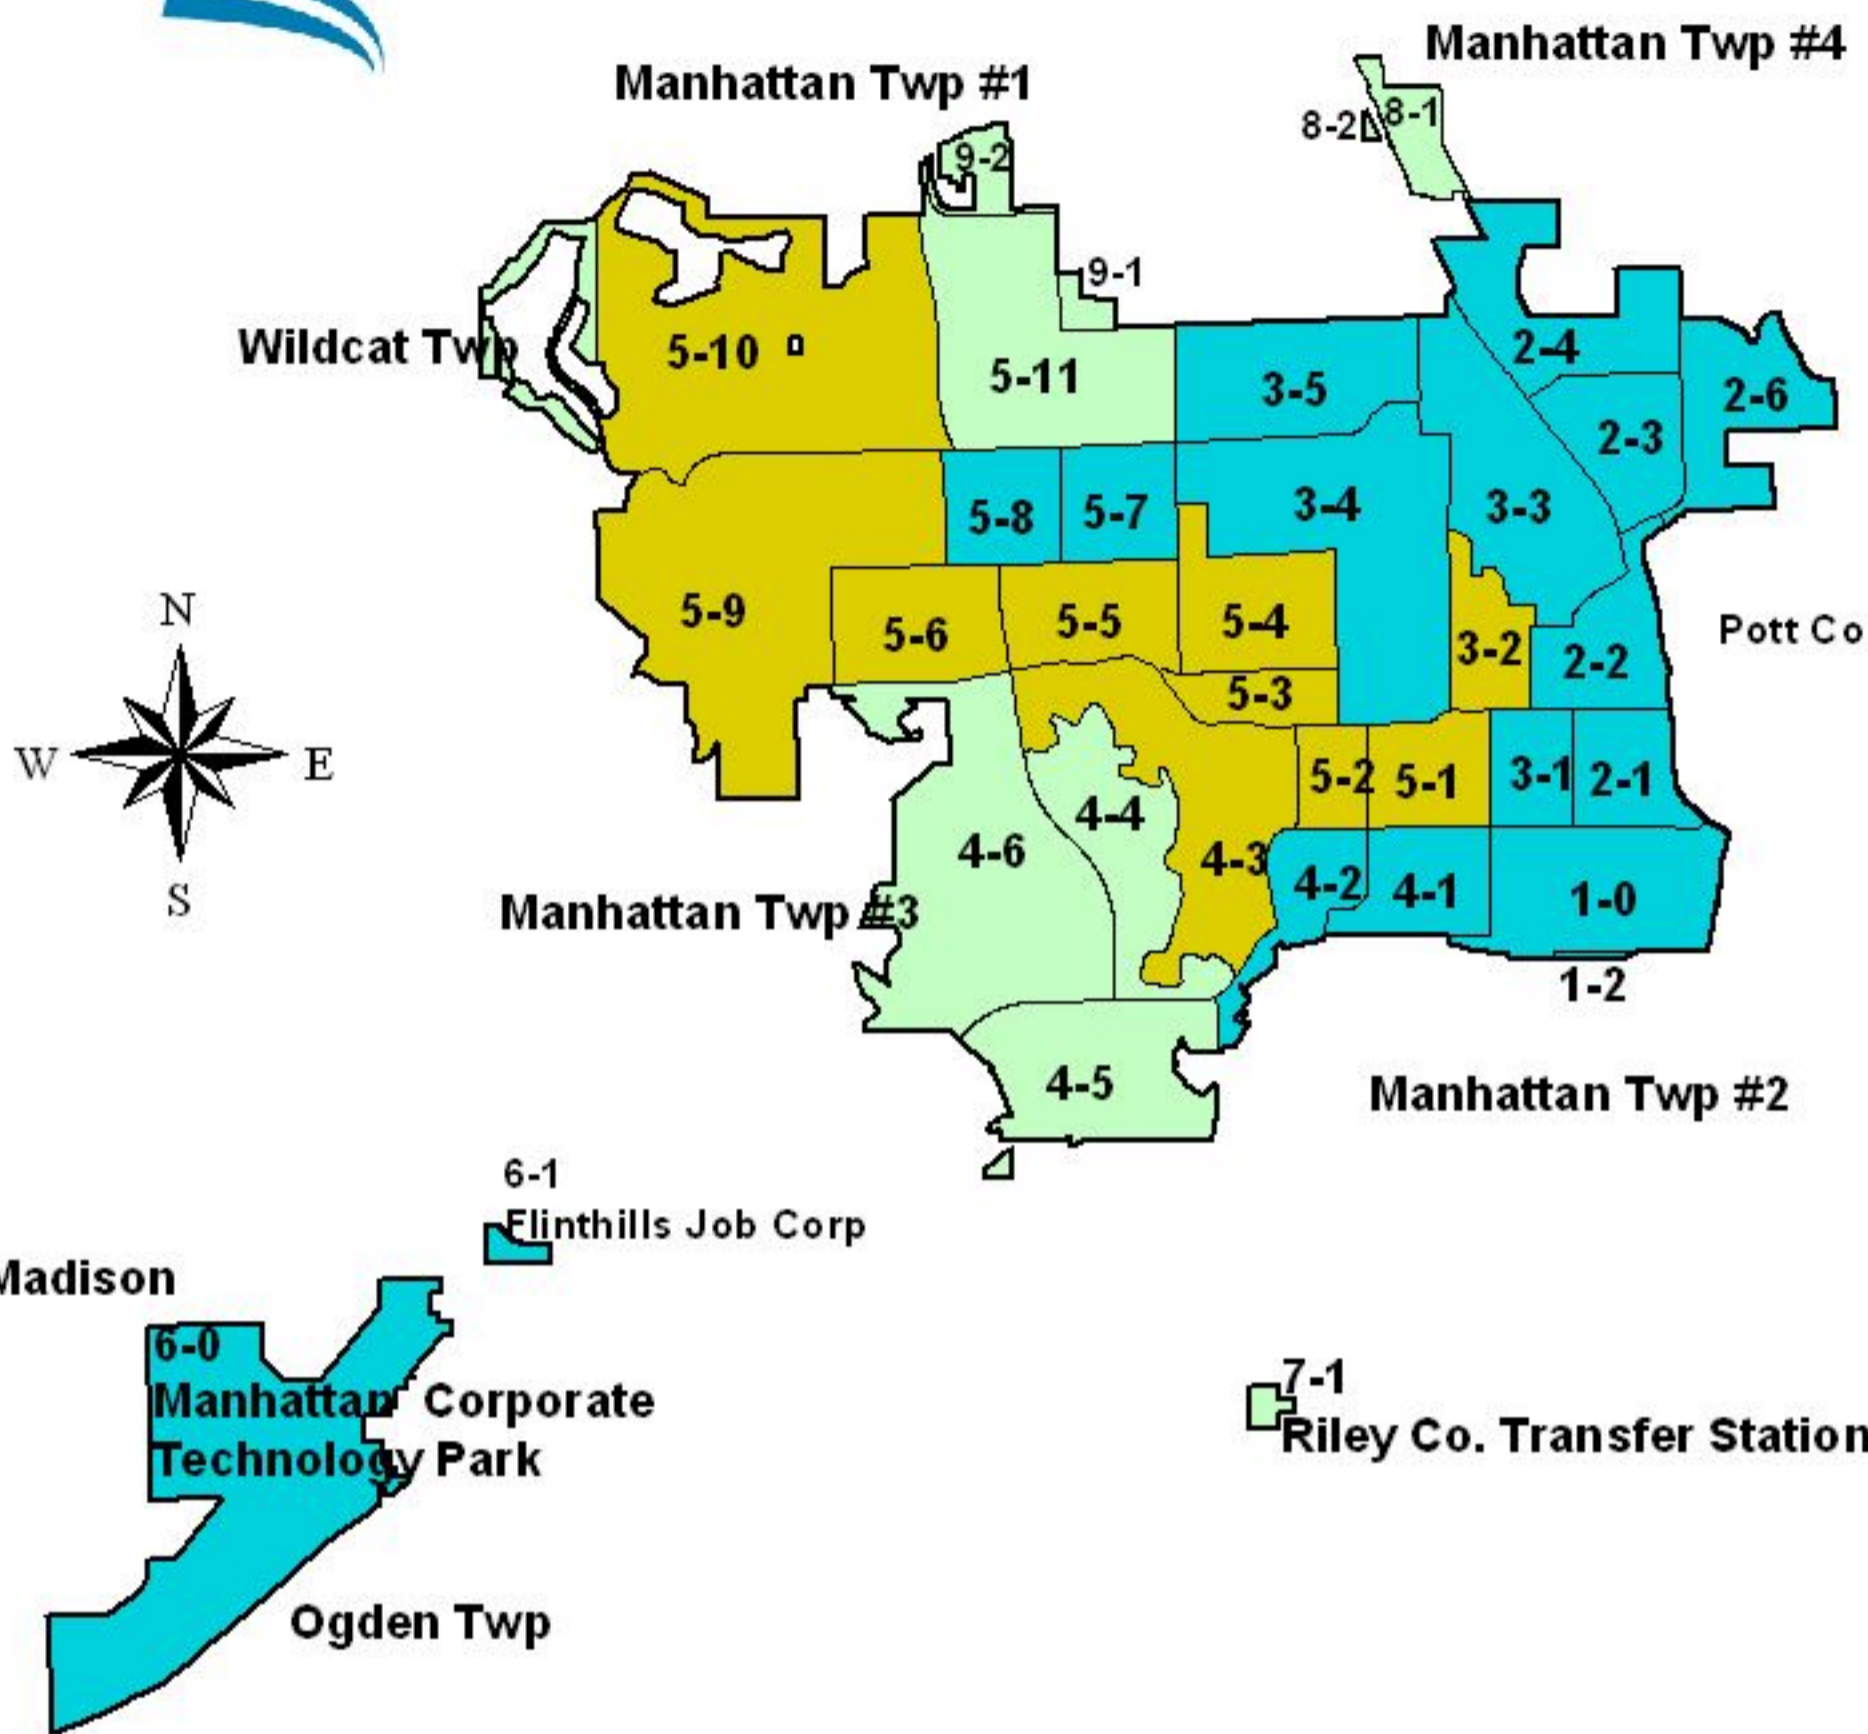 Manhattan Twp #4
Manhattan Twp #1
8-1
8-2
9-2
9-1
Wildcat Twp
5-10
5-11
3-5
2-4
2-6
2-3
5-8
5-7
3-4
3-3
N
5-9
5-6
5-5
5-4
3-2
2-2
Pott Co
5-3
W
E
5-2
5-1
3-1
2-1
4-4
4-6
4-3
4-2
4-1
1-0
S
Manhattan Twp #3
1-2
4-5
Manhattan Twp #2
6-1
Flinthills Job Corp
Madison
6-0
Manhattan Corporate
Technology Park
7-1
Riley Co. Transfer Station
Ogden Twp